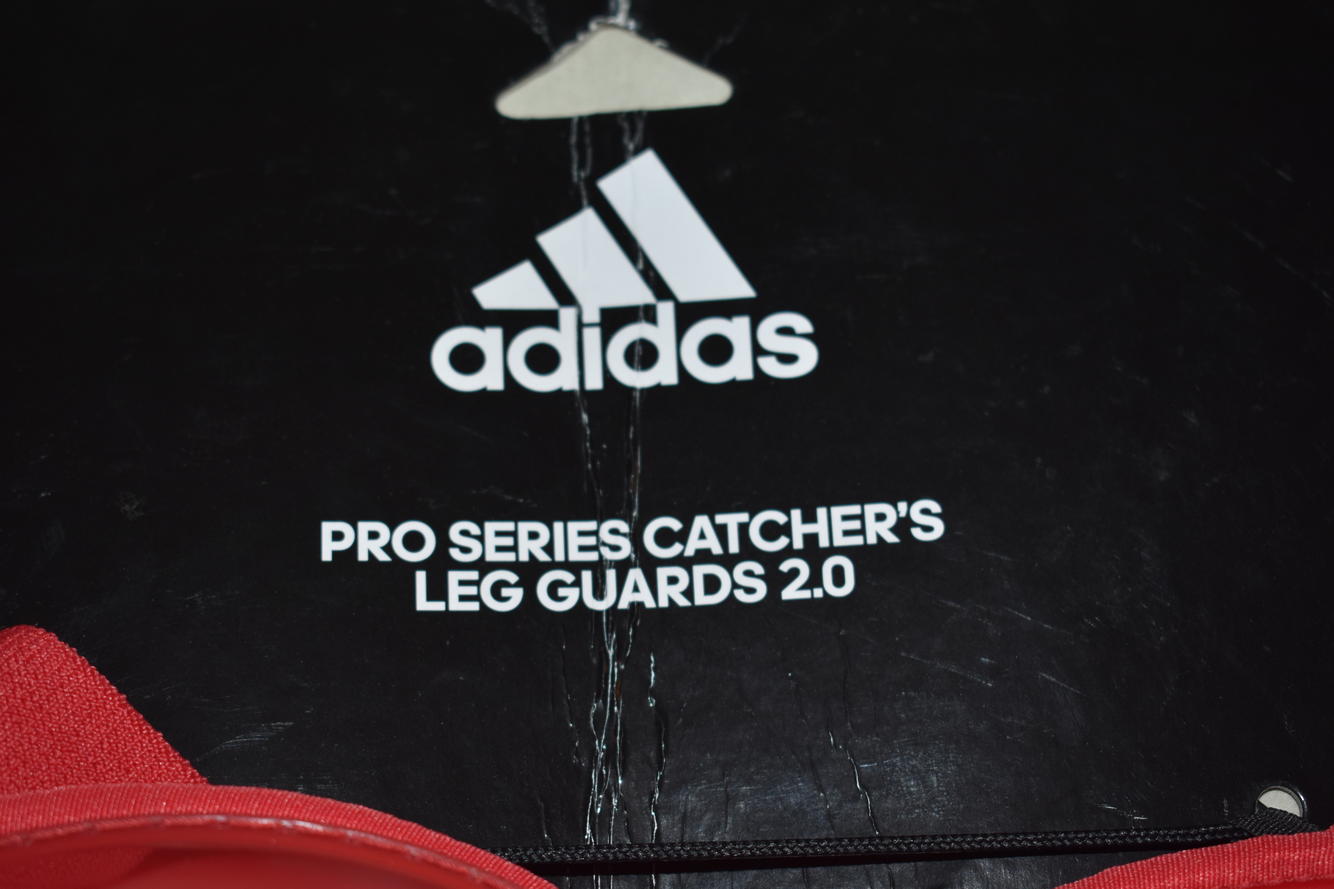 adidas
PRO SERIES CATCHER'S
LEG GUARDS 2.0